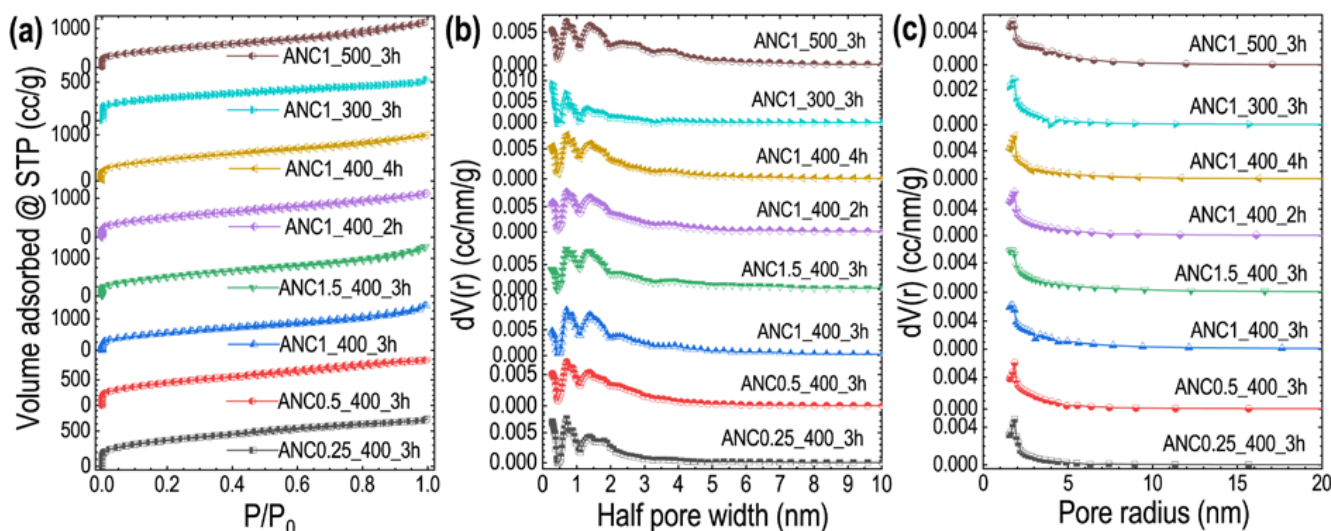 (a)
Volume adsorbed @ STP (cc/g)
1000
0
ANC1_500_3h
500
0
ANC1_300_3h
1000
0
ANC1_400_4h
1000
0
ANC1_400_2h
1000
0
ANC1.5_400_3h
1000
0
ANC1_400_3h
500
0
ANC0.5_400_3h
500
0
ANC0.25_400_3h
0.0 0.2 0.4 0.6 0.8 1.0
P/P0
(b)
dV(r) (cc/nm/g)
0.005
0.000
ANC1_500_3h
0.010
0.005
0.000
ANC1_300_3h
0.005
0.000
ANC1_400_4h
0.005
0.000
ANC1_400_2h
0.005
0.000
ANC1.5_400_3h
0.010
0.005
0.000
ANC1_400_3h
0.005
0.000
ANC0.5_400_3h
0.005
0.000
ANC0.25_400_3h
0 1 2 3 4 5 6 7 8 9 10
Half pore width (nm)
(c)
dV(r) (cc/nm/g)
0.004
0.000
ANC1_500_3h
0.002
0.000
ANC1_300_3h
0.004
0.000
ANC1_400_4h
0.004
0.000
ANC1_400_2h
0.004
0.000
ANC1.5_400_3h
0.004
0.000
ANC1_400_3h
0.004
0.000
ANC0.5_400_3h
0.004
0.000
ANC0.25_400_3h
0 5 10 15 20
Pore radius (nm)